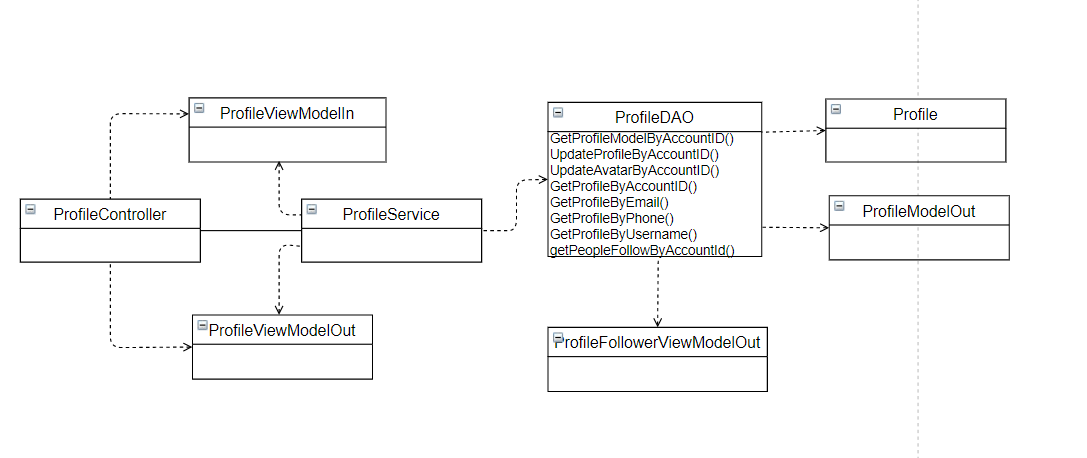 ProfileViewModelIn
ProfileDAO
GetProfileModelByAccountID()
UpdateProfileByAccountID()
UpdateAvatarByAccountID()
GetProfileByAccountID()
GetProfileByEmail()
GetProfileByPhone()
GetProfileByUsername()
getPeopleFollowByAccountId()
Profile
ProfileModelOut
ProfileController
ProfileService
ProfileViewModelOut
ProfileFollowerViewModelOut